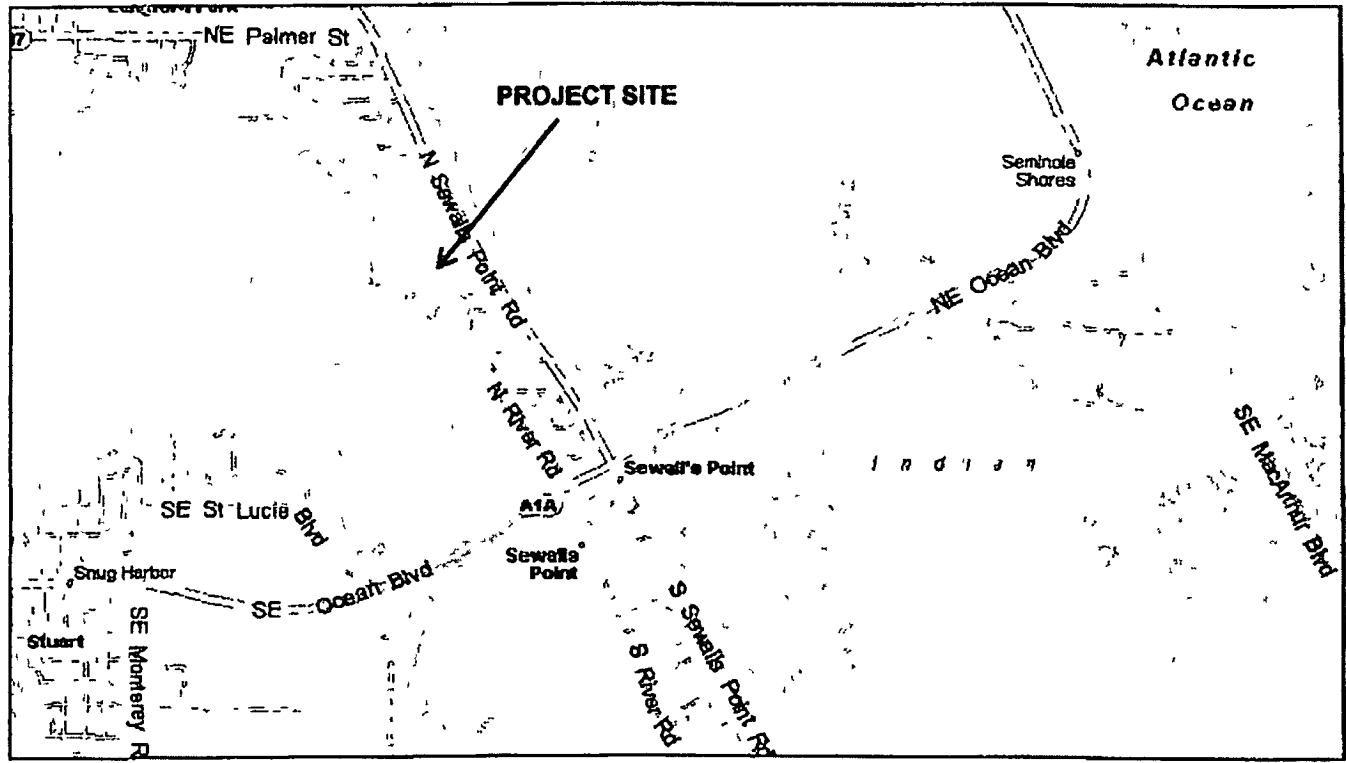 NE Palmer St
Atlantic
Ocean
PROJECT SITE
Seminole
Shores
N Sewalls Point Rd
NE Ocean Blvd
N River Rd
SE MacArthur Blvd
Sewall's Point
Indian
A1A
SE St Lucie Blvd
Sewalls
Point
Snug Harbor
SE Ocean Blvd
Stuart
SE Monterey R
S River Rd
S Sewalls Point Rd